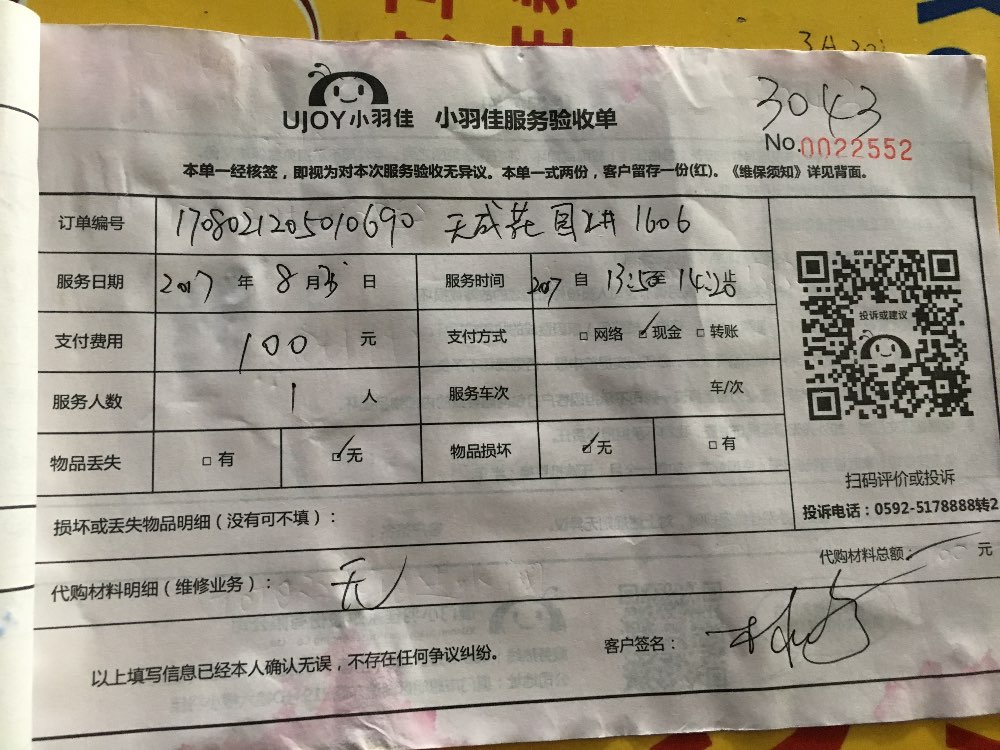 3043
UJOY小羽佳 小羽佳服务验收单
No.0022552
本单一经核签，即视为对本次服务验收无异议。本单一式两份，客户留存一份(红)。《维保须知》详见背面。
订单编号 1708021205010690 天成花园2# 1606
服务日期 2017 年 8 月 日 服务时间 2017 自 13:50至 14:20止
支付费用 100 元 支付方式 □ 网络 ☑ 现金 □ 转账
服务人数 1 人 服务车次 车/次
物品丢失 □ 有 ☑ 无 物品损坏 ☑ 无 □ 有
投诉或建议
扫码评价或投诉
投诉电话：0592-5178888转2
损坏或丢失物品明细（没有可不填）：
代购材料明细（维修业务）： 无 代购材料总额： 元
以上填写信息已经本人确认无误，不存在任何争议纠纷。 客户签名：